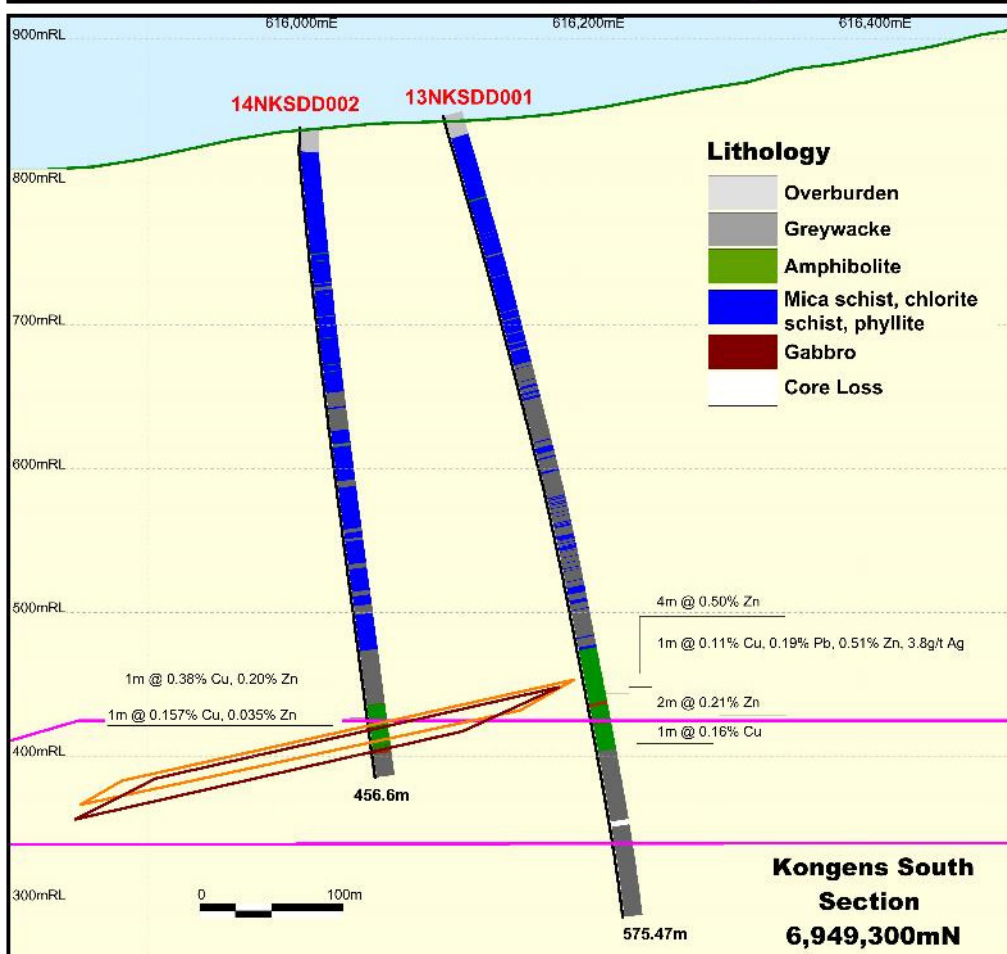 616,000mE
616,200mE
616,400mE
900mRL
14NKSDD002
13NKSDD001
Lithology
800mRL
Overburden
Greywacke
Amphibolite
Mica schist, chlorite
schist, phyllite
700mRL
Gabbro
Core Loss
600mRL
500mRL
4m @ 0.50% Zn
1m @ 0.11% Cu, 0.19% Pb, 0.51% Zn, 3.8g/t Ag
1m @ 0.38% Cu, 0.20% Zn
2m @ 0.21% Zn
1m @ 0.157% Cu, 0.035% Zn
1m @ 0.16% Cu
400mRL
456.6m
300mRL
0 100m
575.47m
Kongens South
Section
6,949,300mN